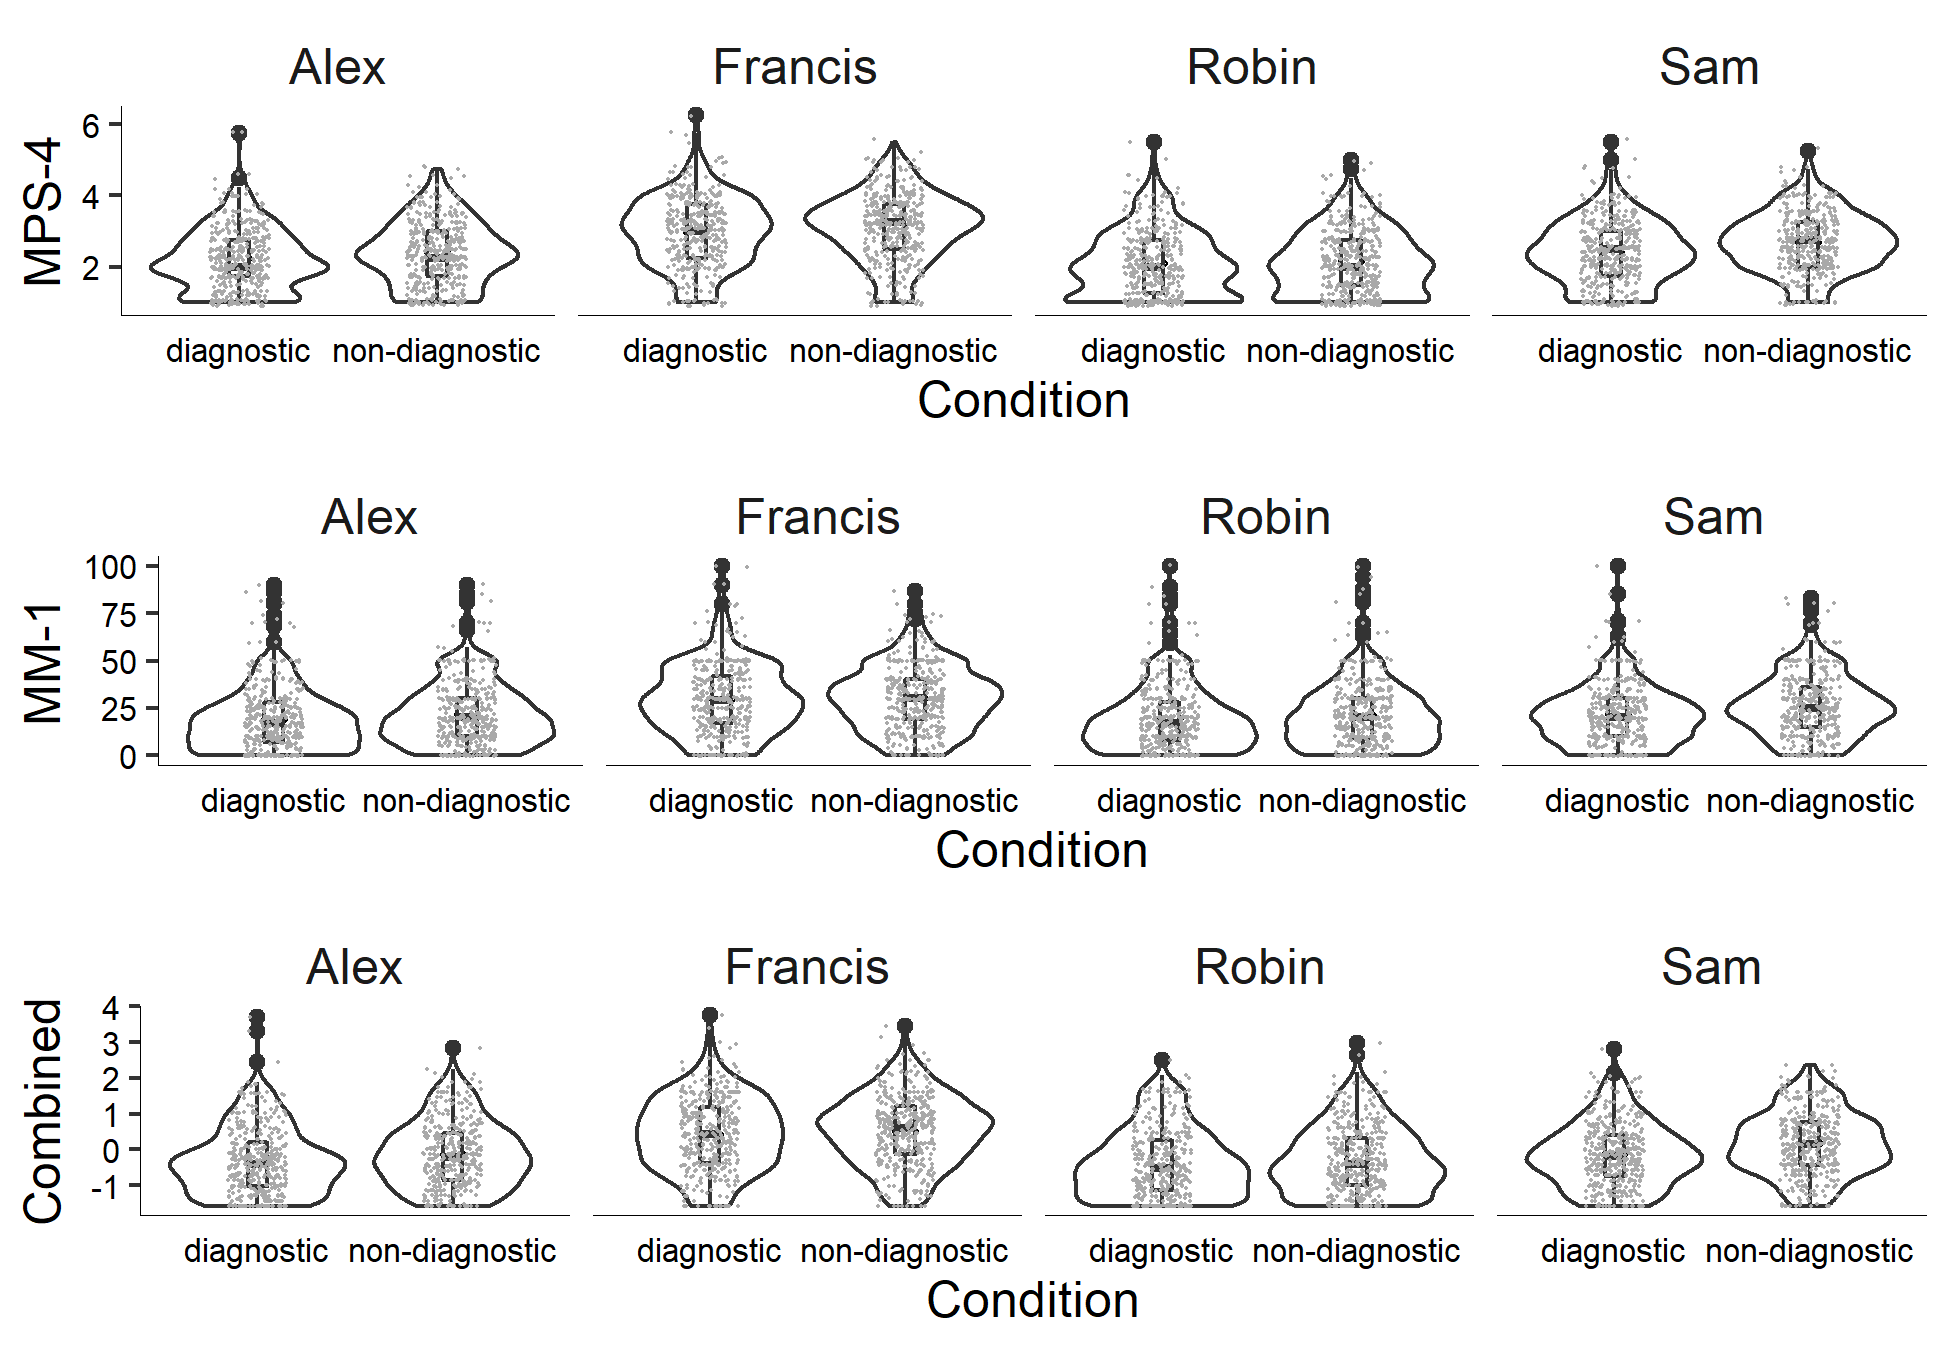 Alex Francis Robin Sam
MPS-4
6
4
2
diagnostic non-diagnostic diagnostic non-diagnostic diagnostic non-diagnostic diagnostic non-diagnostic
Condition
Alex Francis Robin Sam
MM-1
100
75
50
25
0
diagnostic non-diagnostic diagnostic non-diagnostic diagnostic non-diagnostic diagnostic non-diagnostic
Condition
Alex Francis Robin Sam
Combined
4
3
2
1
0
-1
diagnostic non-diagnostic diagnostic non-diagnostic diagnostic non-diagnostic diagnostic non-diagnostic
Condition